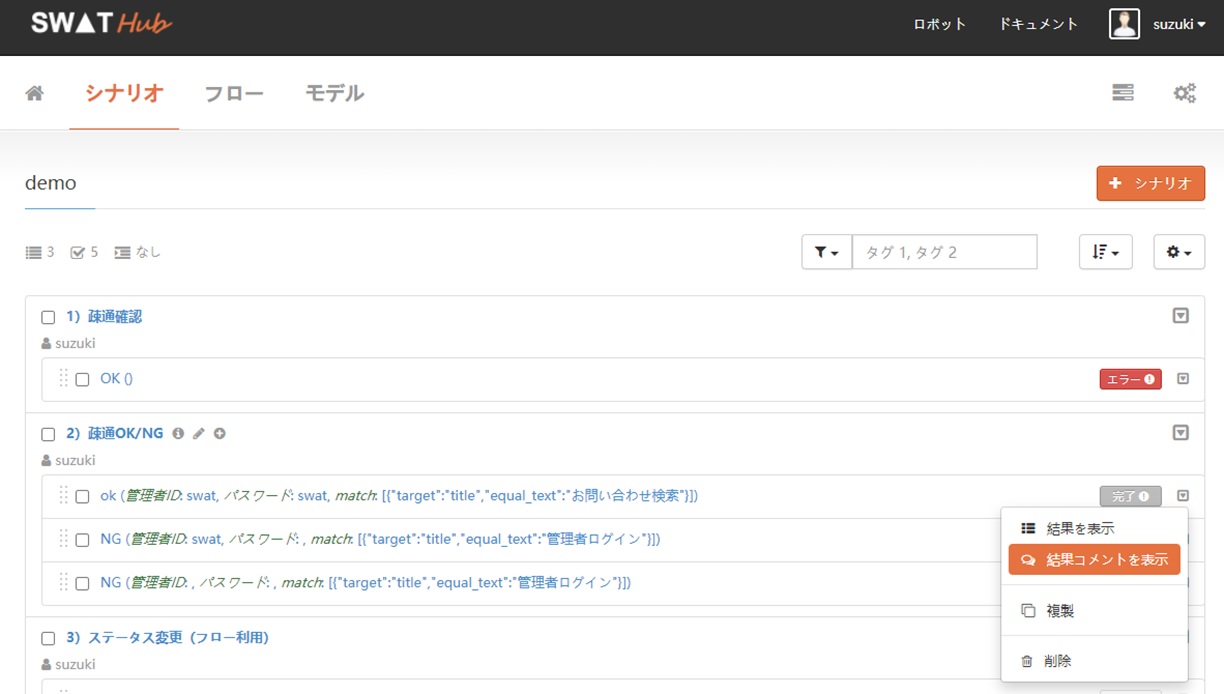 SWAT Hub
ロボット ドキュメント suzuki
シナリオ フロー モデル
demo
シナリオ
3 5 なし
タグ 1, タグ 2
1）疎通確認
suzuki
OK ()
エラー
2）疎通OK/NG
suzuki
ok (管理者ID: swat, パスワード: swat, match: [{"target":"title","equal_text":"お問い合わせ検索"}])
完了
NG (管理者ID: swat, パスワード: , match: [{"target":"title","equal_text":"管理者ログイン"}])
NG (管理者ID: , パスワード: , match: [{"target":"title","equal_text":"管理者ログイン"}])
結果を表示
結果コメントを表示
複製
削除
3）ステータス変更（フロー利用）
suzuki